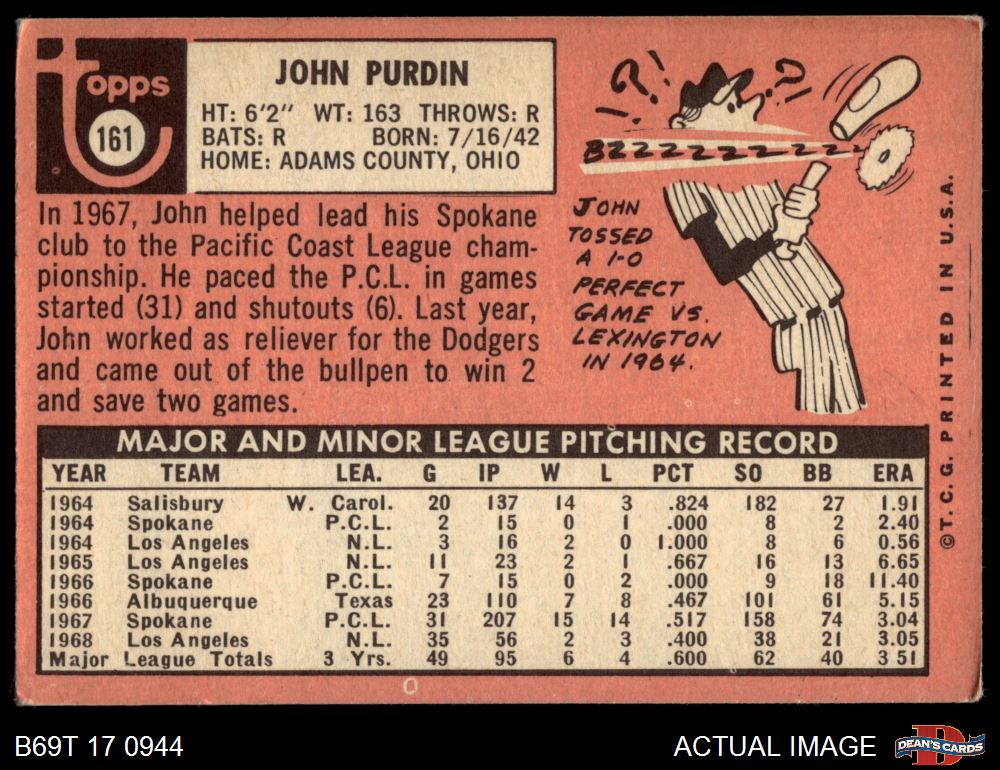 Topps
161
JOHN PURDIN
HT: 6'2" WT: 163 THROWS: R
BATS: R BORN: 7/16/42
HOME: ADAMS COUNTY, OHIO
In 1967, John helped lead his Spokane
club to the Pacific Coast League cham-
pionship. He paced the P.C.L. in games
started (31) and shutouts (6). Last year,
John worked as reliever for the Dodgers
and came out of the bullpen to win 2
and save two games.
?! ?
BZZZZZZZZZZZ
JOHN
TOSSED
A 1-0
PERFECT
GAME VS.
LEXINGTON
IN 1964.
MAJOR AND MINOR LEAGUE PITCHING RECORD
YEAR TEAM LEA. G IP W L PCT SO BB ERA
1964 Salisbury W. Carol. 20 137 14 3 .824 182 27 1.91
1964 Spokane P.C.L. 2 15 0 1 .000 8 2 2.40
1964 Los Angeles N.L. 3 16 2 0 1.000 8 6 0.56
1965 Los Angeles N.L. 11 23 2 1 .667 16 13 6.65
1966 Spokane P.C.L. 7 15 0 2 .000 9 18 11.40
1966 Albuquerque Texas 23 110 7 8 .467 101 61 5.15
1967 Spokane P.C.L. 31 207 15 14 .517 158 74 3.04
1968 Los Angeles N.L. 35 56 2 3 .400 38 21 3.05
Major League Totals 3 Yrs. 49 95 6 4 .600 62 40 3 51
©T.C.G. PRINTED IN U.S.A.
B69T 17 0944
ACTUAL IMAGE
D
DEAN'S CARDS